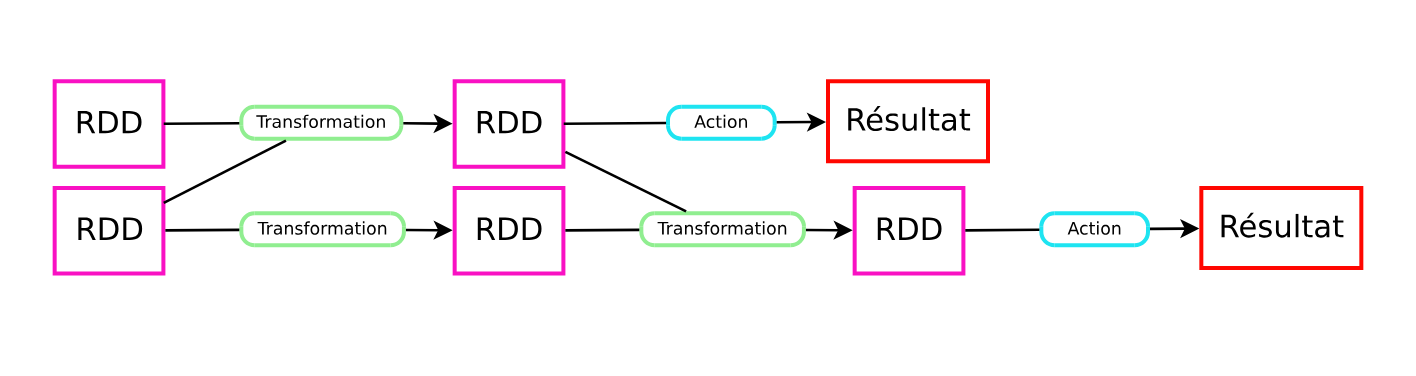 RDD
Transformation
RDD
Action
Résultat
RDD
Transformation
RDD
Transformation
RDD
Action
Résultat